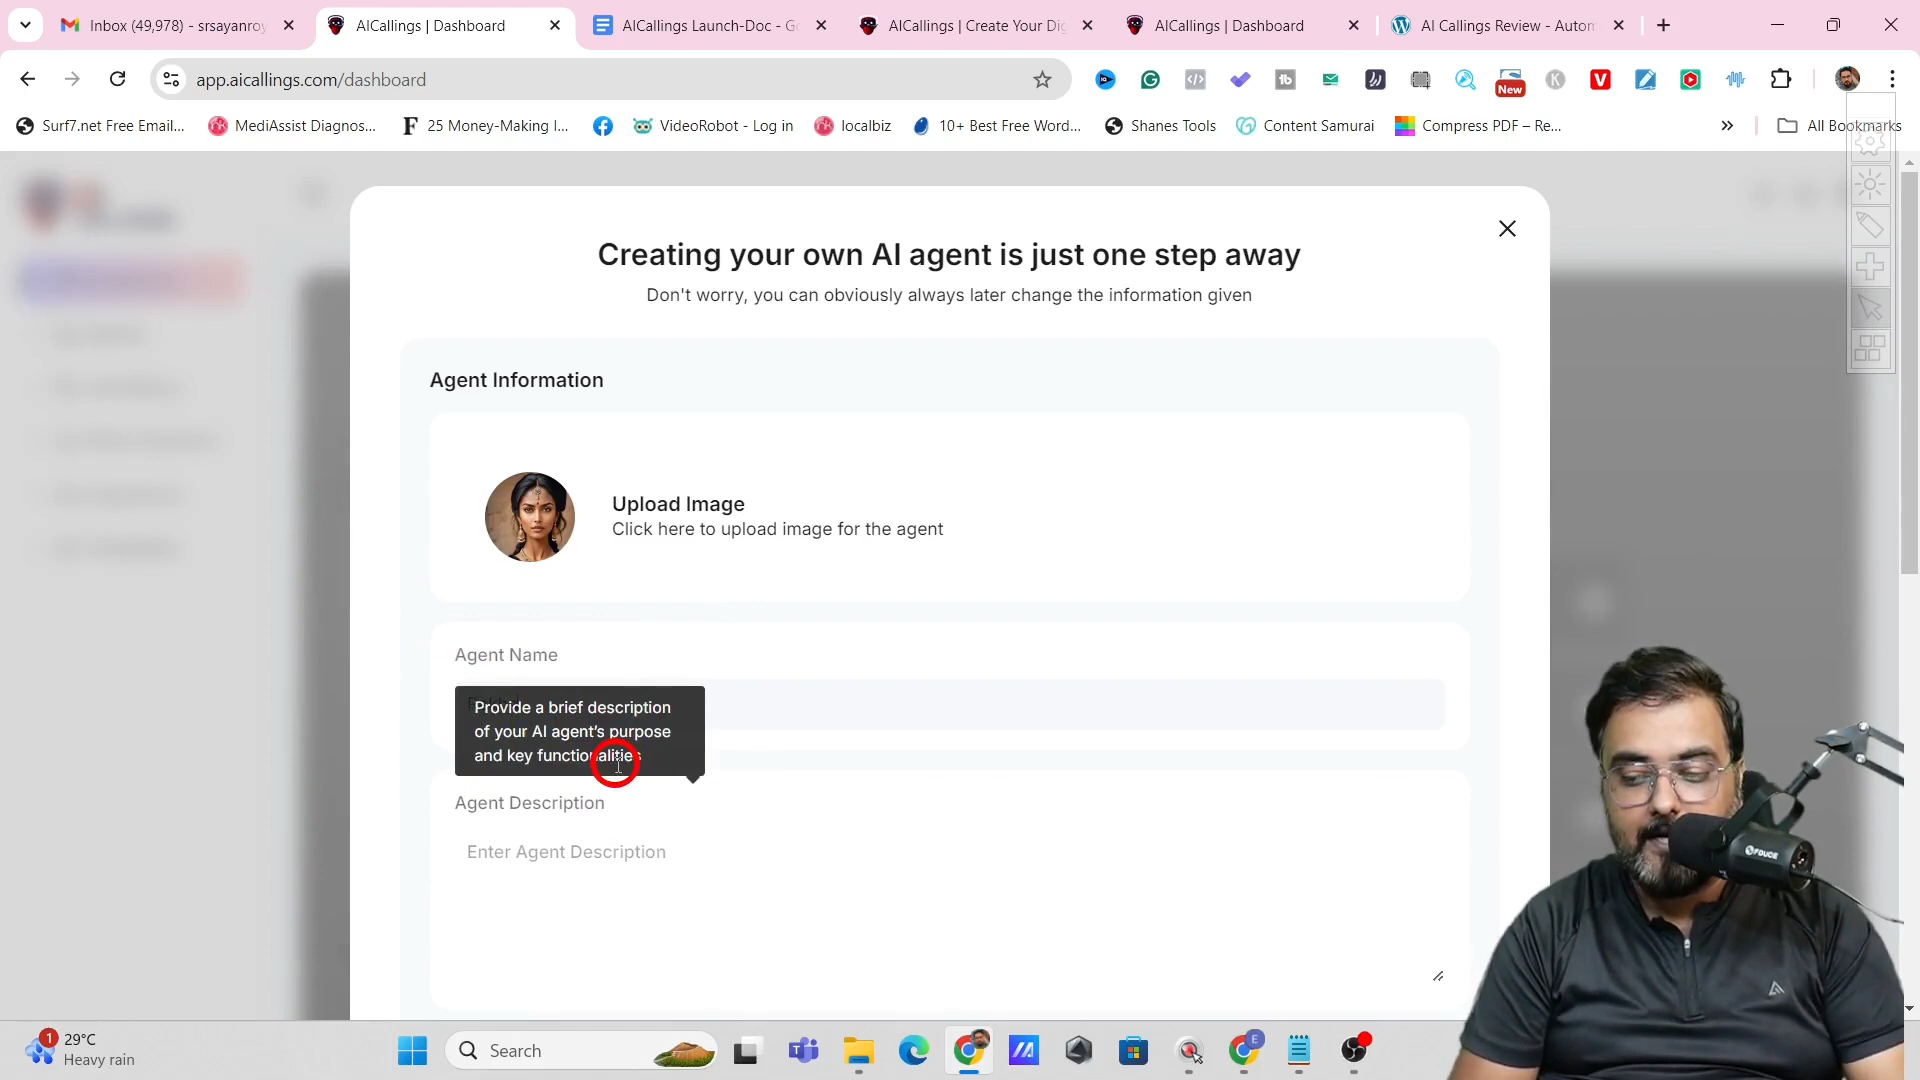 Inbox (49,978) - srsayanroy
AICallings | Dashboard
AICallings Launch-Doc - Go
AICallings | Create Your Dig
AICallings | Dashboard
AI Callings Review - Autom
app.aicallings.com/dashboard
New
Surf7.net Free Email...
MediAssist Diagnos...
25 Money-Making I...
VideoRobot - Log in
localbiz
10+ Best Free Word...
Shanes Tools
Content Samurai
Compress PDF – Re...
All Bookmarks
Creating your own AI agent is just one step away
Don't worry, you can obviously always later change the information given
Agent Information
Upload Image
Click here to upload image for the agent
Agent Name
Provide a brief description
of your AI agent's purpose
and key functionalities
Agent Description
Enter Agent Description
FDUCE
1
29°C
Heavy rain
Search
E